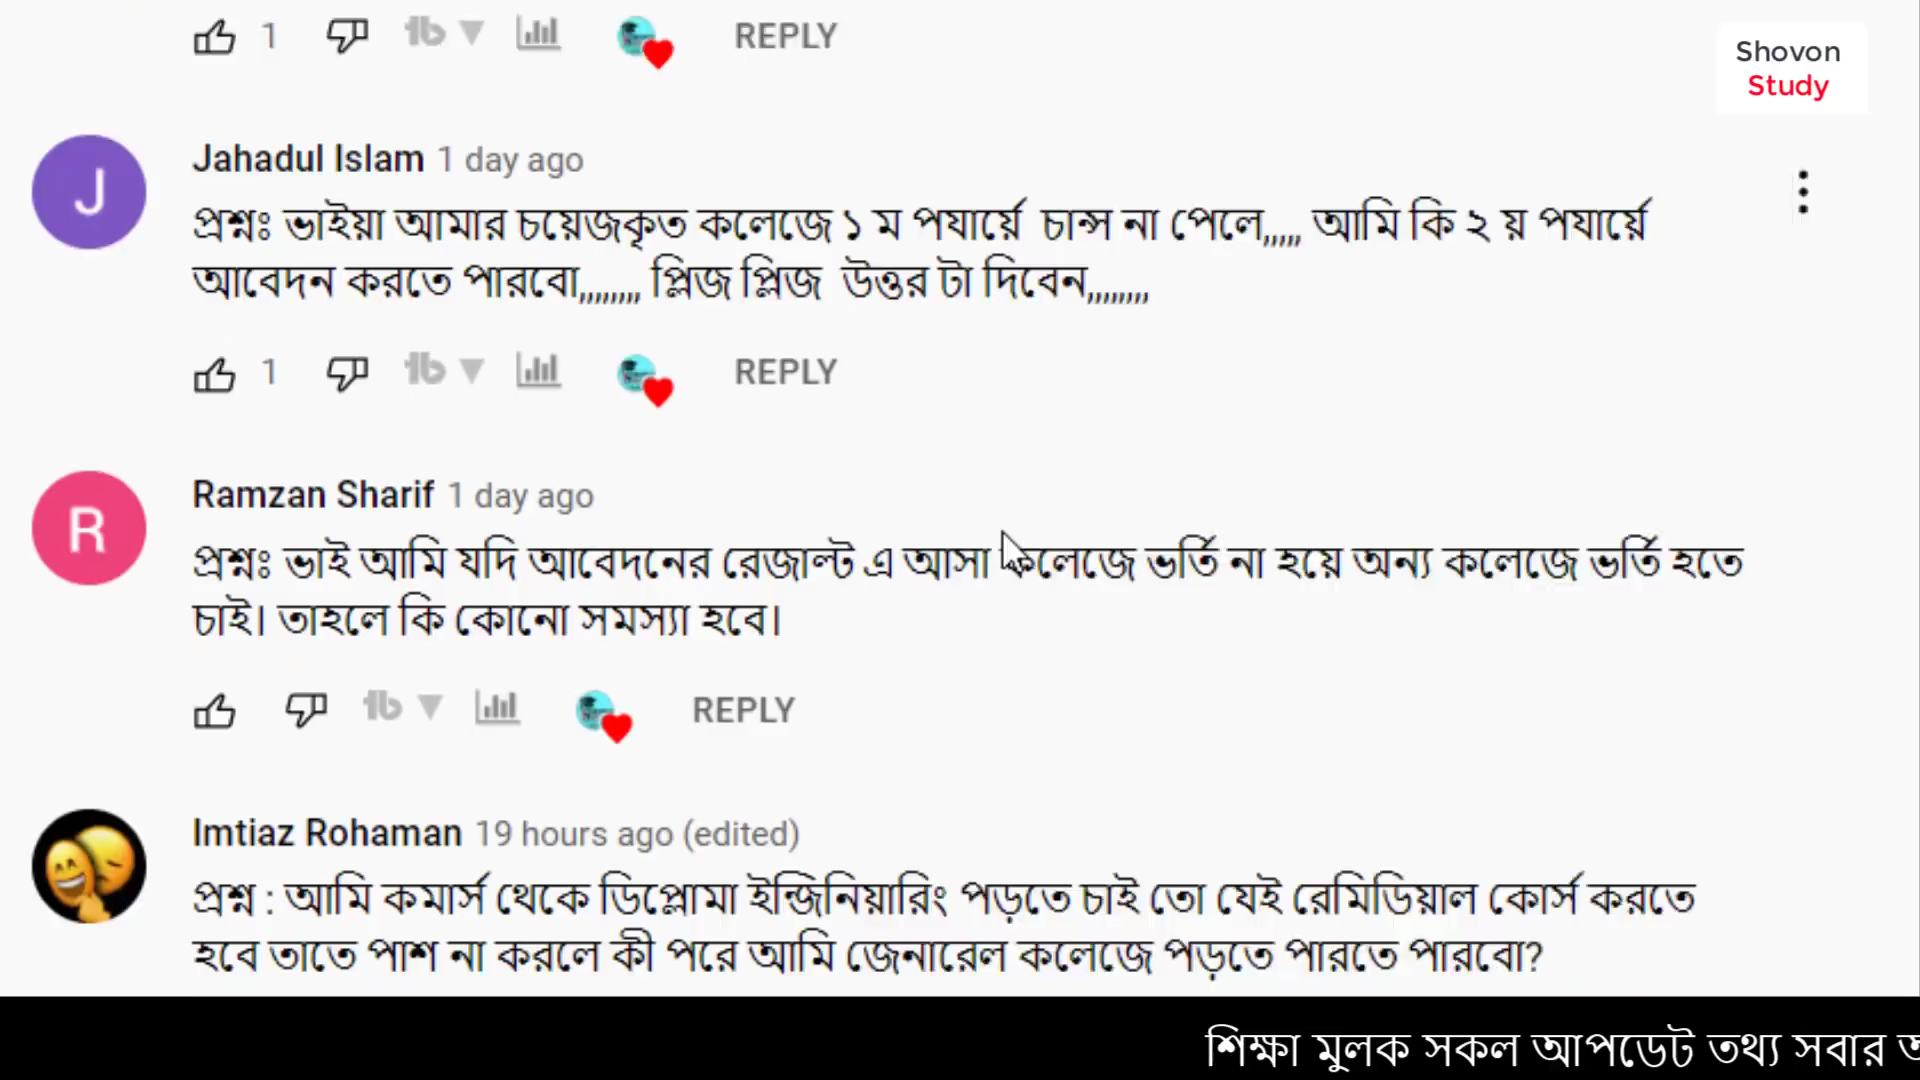 1 REPLY
Shovon
Study
J
Jahadul Islam 1 day ago
প্রশ্নঃ ভাইয়া আমার চয়েজকৃত কলেজে ১ ম পযার্য়ে চান্স না পেলে,,,,, আমি কি ২ য় পযার্য়ে
আবেদন করতে পারবো,,,,,,,, প্লিজ প্লিজ উত্তর টা দিবেন,,,,,,,,
1 REPLY
R
Ramzan Sharif 1 day ago
প্রশ্নঃ ভাই আমি যদি আবেদনের রেজাল্ট এ আসা কলেজে ভর্তি না হয়ে অন্য কলেজে ভর্তি হতে
চাই। তাহলে কি কোনো সমস্যা হবে।
REPLY
Imtiaz Rohaman 19 hours ago (edited)
প্রশ্ন : আমি কমার্স থেকে ডিপ্লোমা ইন্জিনিয়ারিং পড়তে চাই তো যেই রেমিডিয়াল কোর্স করতে
হবে তাতে পাশ না করলে কী পরে আমি জেনারেল কলেজে পড়তে পারতে পারবো?
শিক্ষা মুলক সকল আপডেট তথ্য সবার